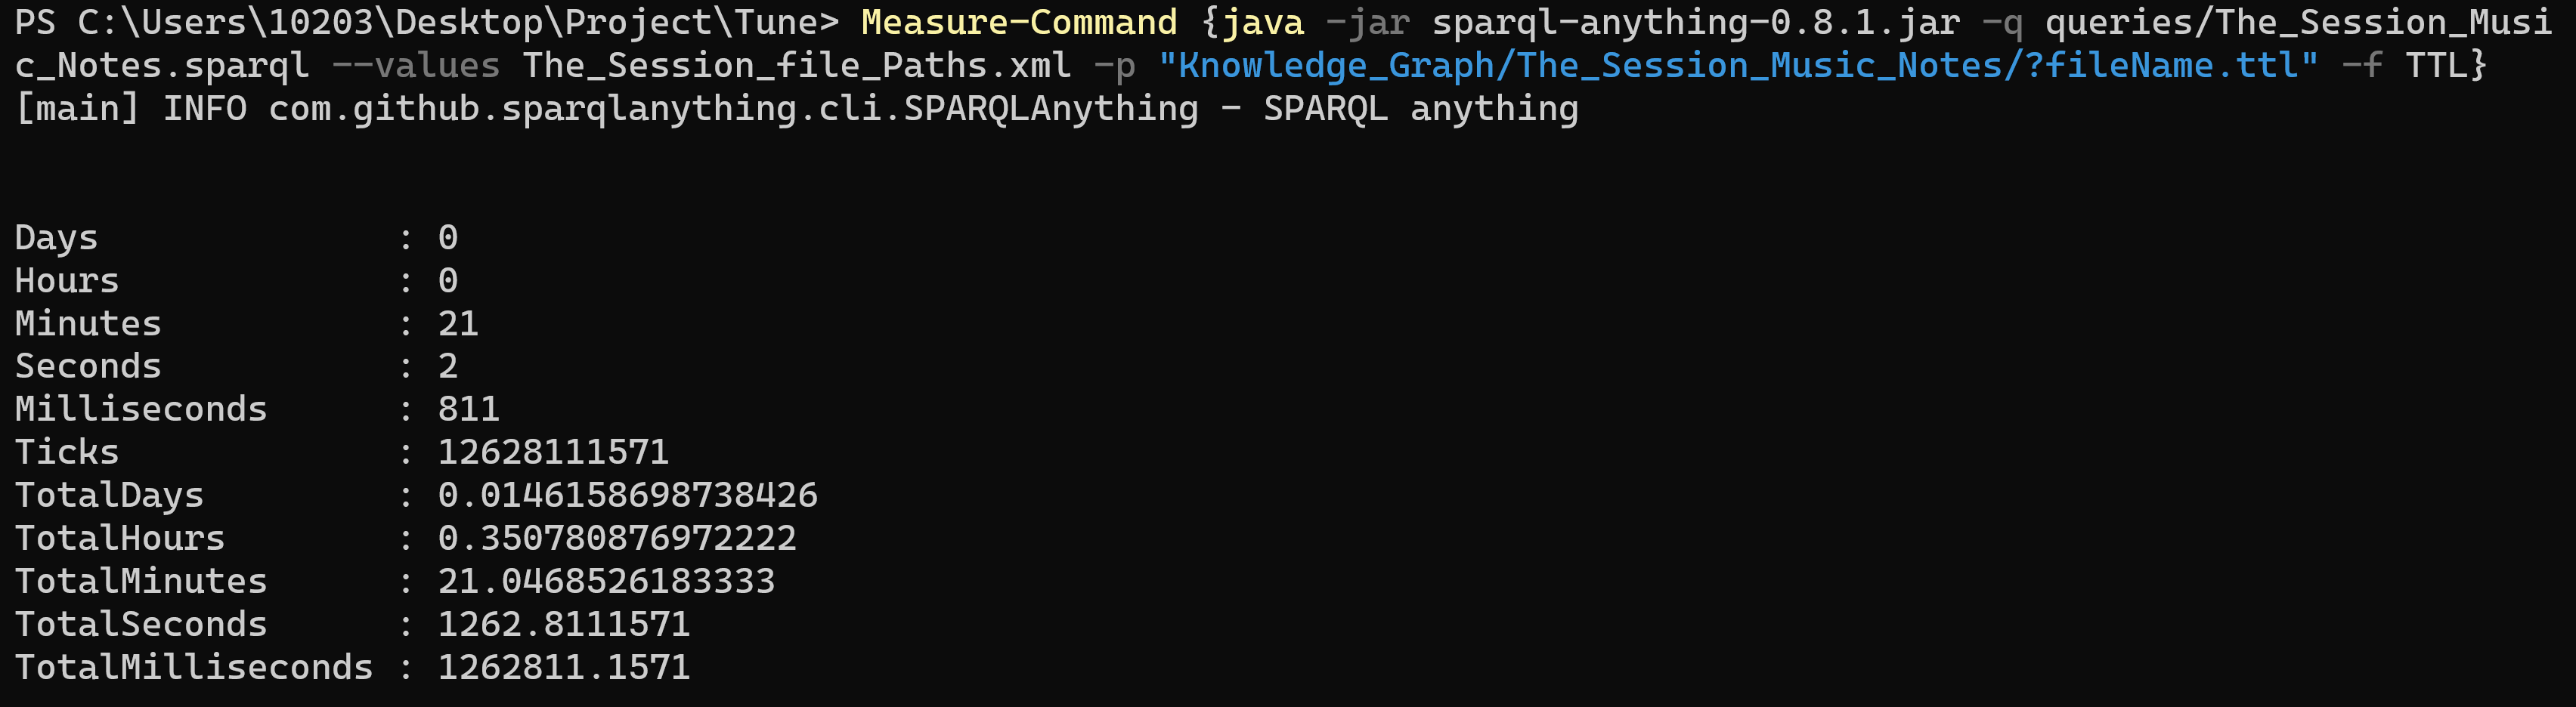 PS C:\Users\10203\Desktop\Project\Tune> Measure-Command {java -jar sparql-anything-0.8.1.jar -q queries/The_Session_Musi
c_Notes.sparql --values The_Session_file_Paths.xml -p "Knowledge_Graph/The_Session_Music_Notes/?fileName.ttl" -f TTL}
[main] INFO com.github.sparqlanything.cli.SPARQLAnything - SPARQL anything
Days              : 0
Hours             : 0
Minutes           : 21
Seconds           : 2
Milliseconds      : 811
Ticks             : 12628111571
TotalDays         : 0.0146158698738426
TotalHours        : 0.350780876972222
TotalMinutes      : 21.0468526183333
TotalSeconds      : 1262.8111571
TotalMilliseconds : 1262811.1571